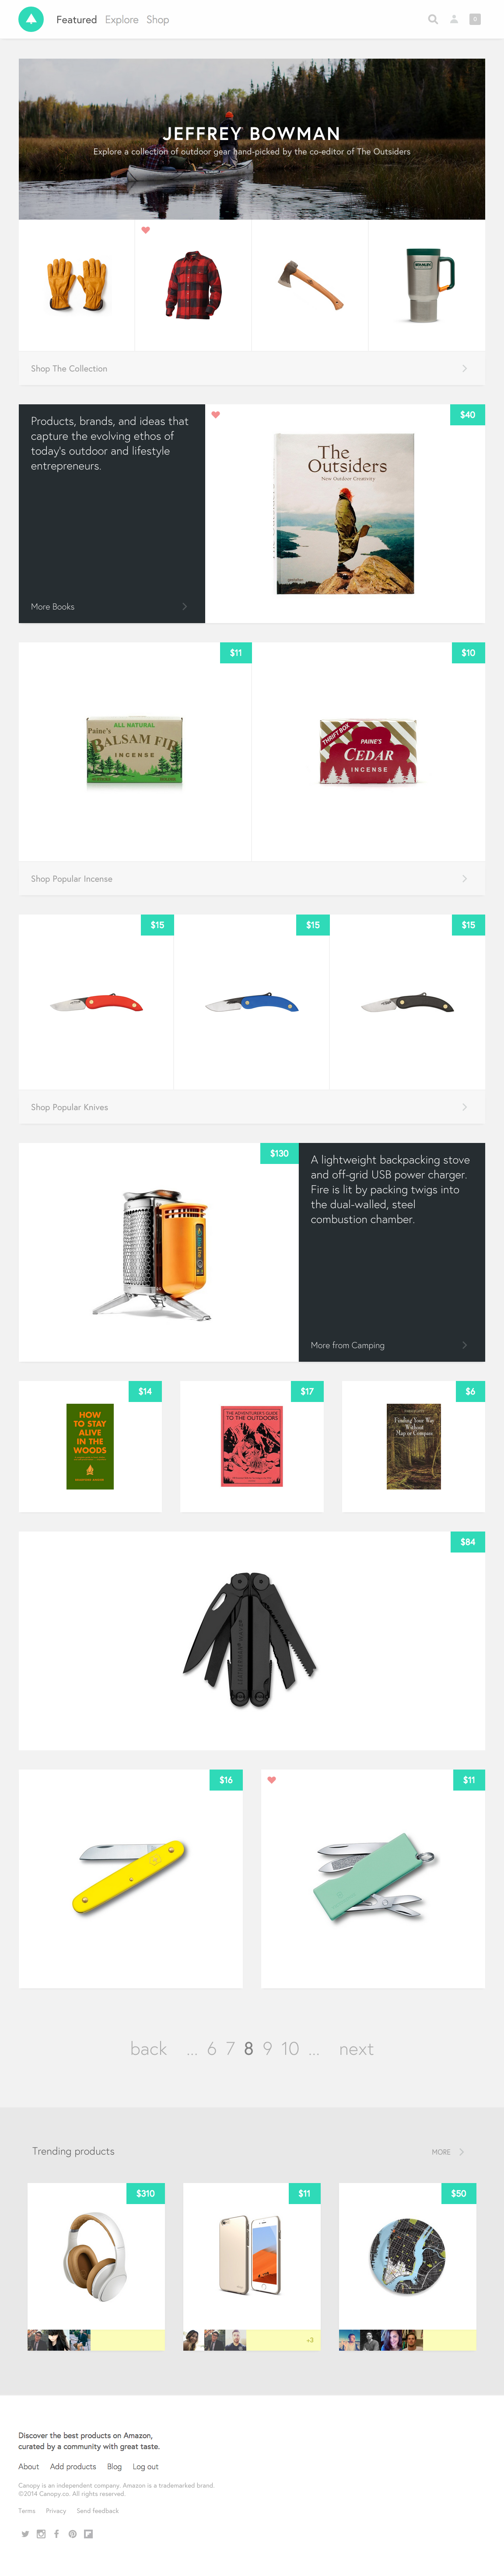 Featured Explore Shop
0
JEFFREY BOWMAN
Explore a collection of outdoor gear hand-picked by the co-editor of The Outsiders
STANLEY
Shop The Collection
Products, brands, and ideas that
capture the evolving ethos of
today's outdoor and lifestyle
entrepreneurs.
More Books
$40
The
Outsiders
New Outdoor Creativity
gestalten
$11
ALL NATURAL
Paine's
BALSAM FIR
INCENSE
$10
THRIFT BOX
PAINE'S
CEDAR
INCENSE
Shop Popular Incense
$15
$15
$15
Shop Popular Knives
$130
A lightweight backpacking stove
and off-grid USB power charger.
Fire is lit by packing twigs into
the dual-walled, steel
combustion chamber.
More from Camping
$14
HOW
TO STAY
ALIVE
IN THE
WOODS
$17
THE ADVENTURER'S GUIDE
TO THE OUTDOORS
$6
Finding Your Way
Without
Map or Compass
$84
$16
$11
back ... 6 7 8 9 10 ... next
Trending products
MORE
$310
$11
$50
+3
Discover the best products on Amazon,
curated by a community with great taste.
About Add products Blog Log out
Canopy is an independent company. Amazon is a trademarked brand.
©2014 Canopy.co. All rights reserved.
Terms Privacy Send feedback